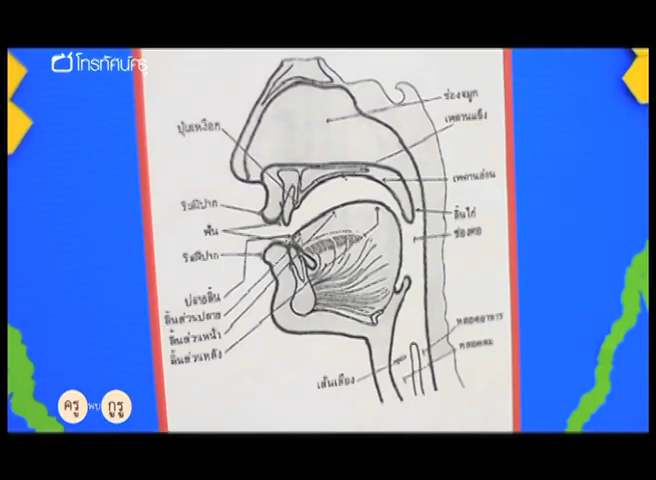 โทรทัศน์ครู
ช่องจมูก
เพดานแข็ง
ปุ่มเหงือก
เพดานอ่อน
ริมฝีปาก
ลิ้นไก่
ฟัน
ช่องคอ
ริมฝีปาก
ปลายลิ้น
ลิ้นส่วนปลาย
ลิ้นส่วนหน้า
ลิ้นส่วนหลัง
หลอดอาหาร
หลอดลม
เส้นเสียง
ครู พบ กูรู